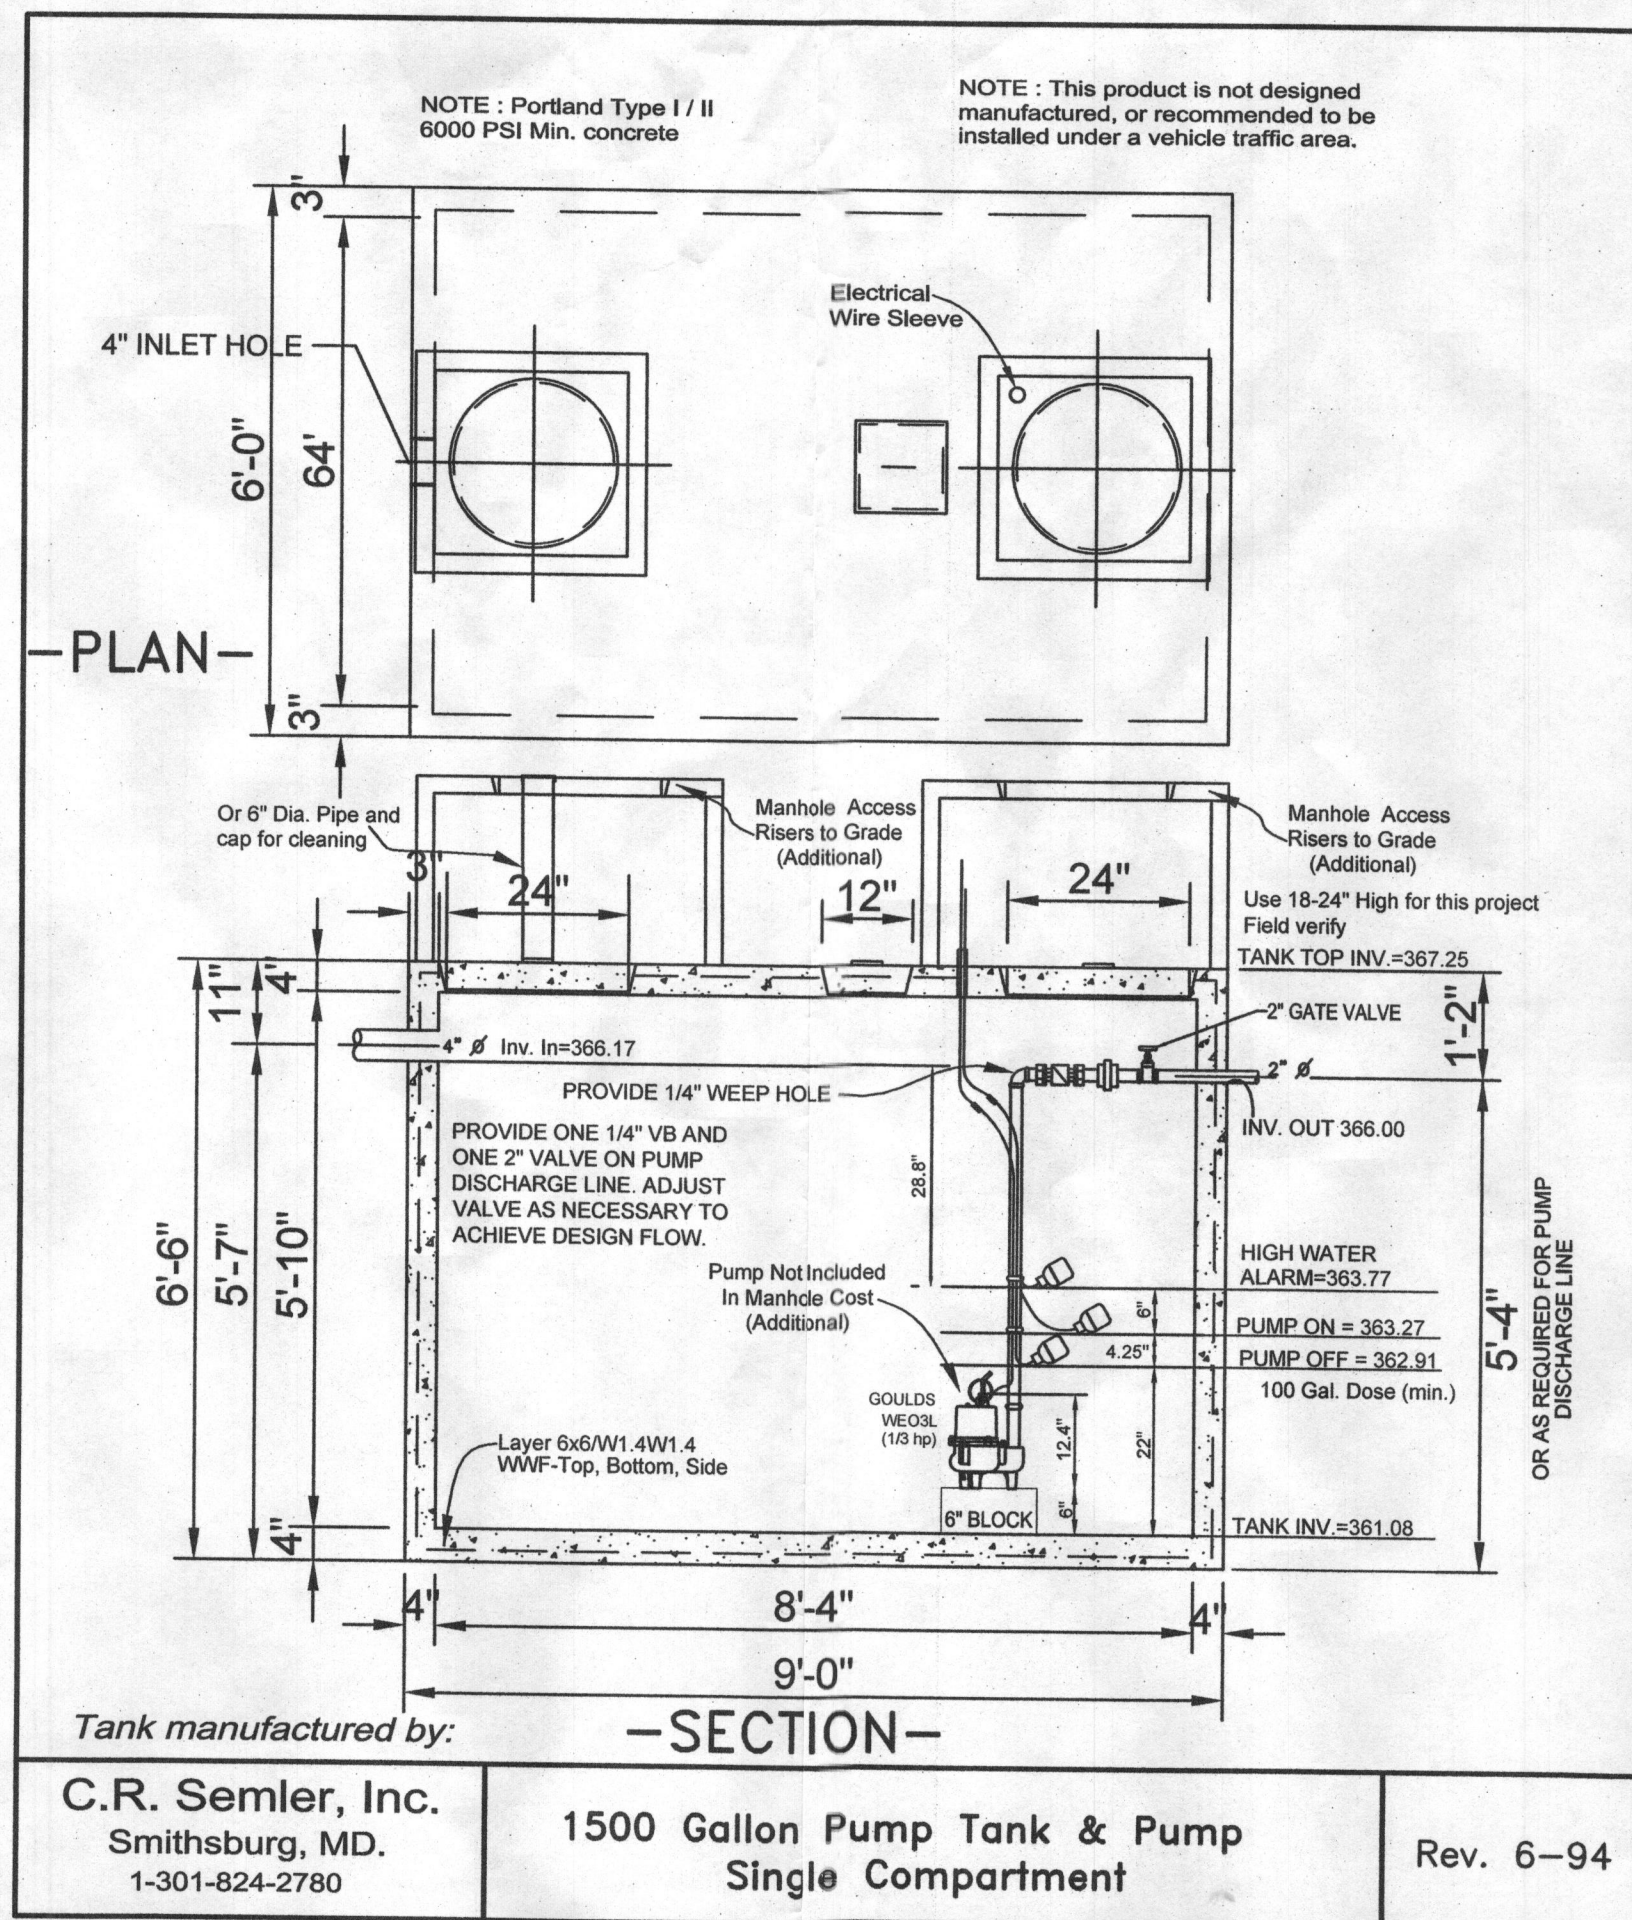 NOTE : Portland Type I / II
6000 PSI Min. concrete
NOTE : This product is not designed
manufactured, or recommended to be
installed under a vehicle traffic area.
3"
Electrical
Wire Sleeve
4" INLET HOLE
6'-0"
64'
-PLAN-
3"
Or 6" Dia. Pipe and
cap for cleaning
Manhole Access
Risers to Grade
(Additional)
Manhole Access
Risers to Grade
(Additional)
3"
24"
12"
24"
Use 18-24" High for this project
Field verify
TANK TOP INV.=367.25
11"
4"
1'-2"
2" GATE VALVE
4" Ø Inv. In=366.17
2" Ø
PROVIDE 1/4" WEEP HOLE
INV. OUT 366.00
PROVIDE ONE 1/4" VB AND
ONE 2" VALVE ON PUMP
DISCHARGE LINE. ADJUST
VALVE AS NECESSARY TO
ACHIEVE DESIGN FLOW.
28.8"
6'-6"
5'-7"
5'-10"
HIGH WATER
ALARM=363.77
Pump Not Included
In Manhole Cost
(Additional)
6"
PUMP ON = 363.27
4.25"
PUMP OFF = 362.91
100 Gal. Dose (min.)
5'-4"
OR AS REQUIRED FOR PUMP
DISCHARGE LINE
GOULDS
WEO3L
(1/3 hp)
12.4"
22"
Layer 6x6/W1.4W1.4
WWF-Top, Bottom, Side
6" BLOCK
6"
TANK INV.=361.08
4"
4"
8'-4"
4"
9'-0"
Tank manufactured by:
-SECTION-
C.R. Semler, Inc.
Smithsburg, MD.
1-301-824-2780
1500 Gallon Pump Tank & Pump
Single Compartment
Rev. 6-94